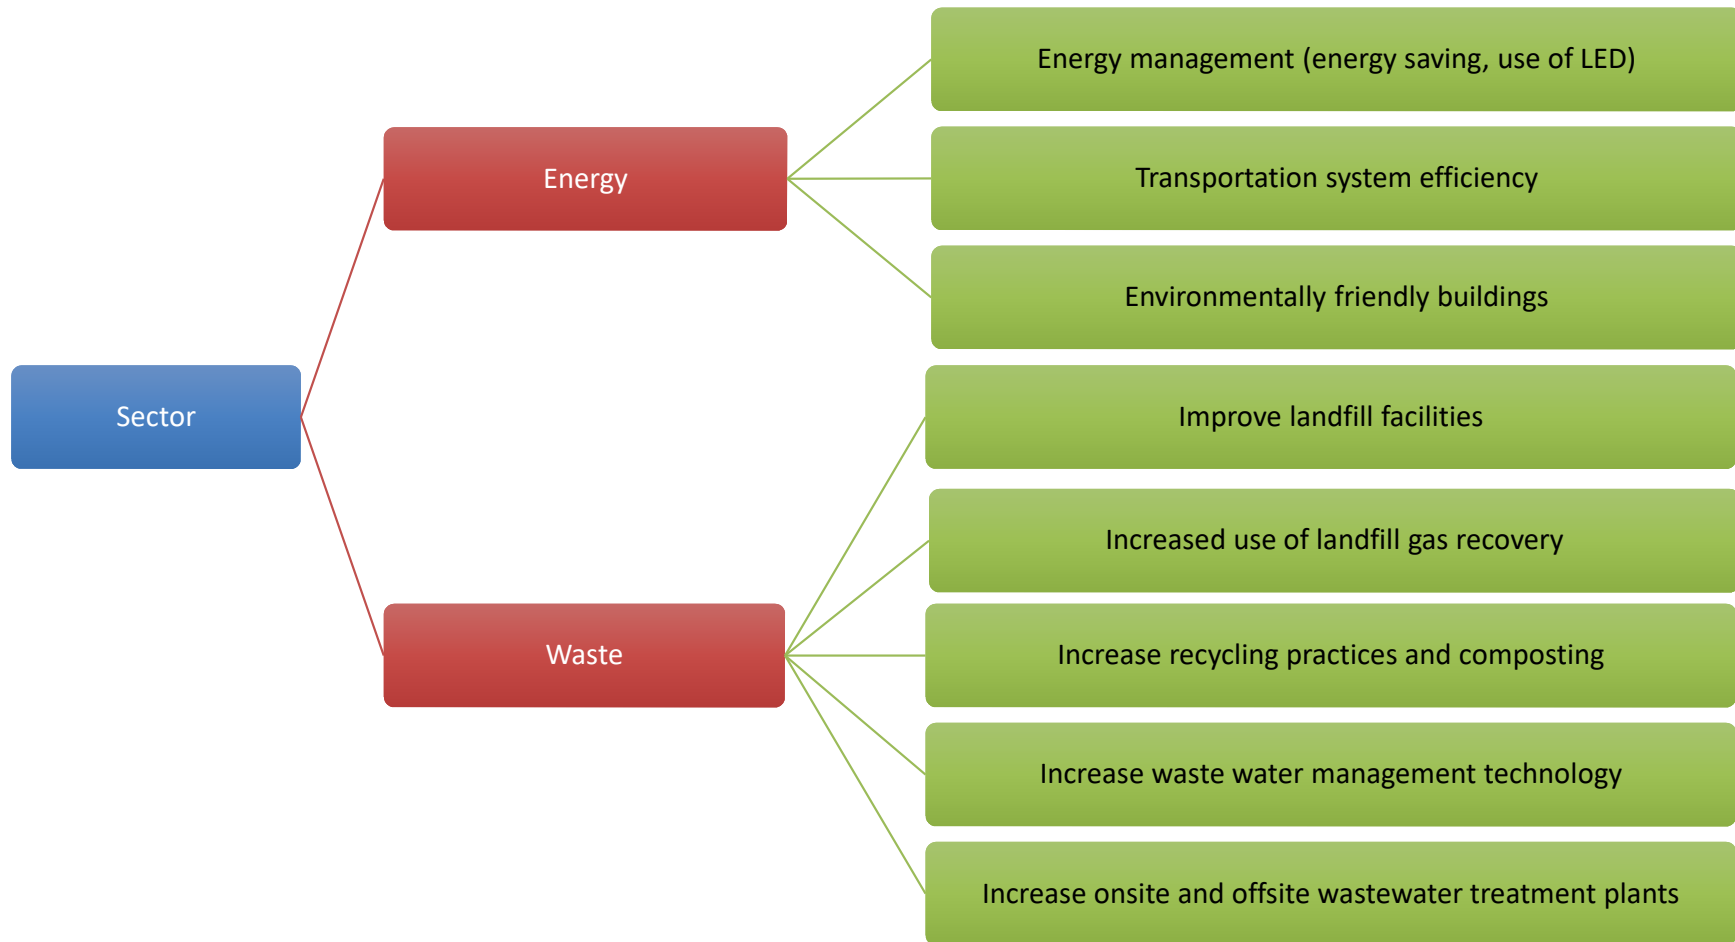 Energy management (energy saving, use of LED)
Energy
Transportation system efficiency
Environmentally friendly buildings
Sector
Improve landfill facilities
Increased use of landfill gas recovery
Waste
Increase recycling practices and composting
Increase waste water management technology
Increase onsite and offsite wastewater treatment plants